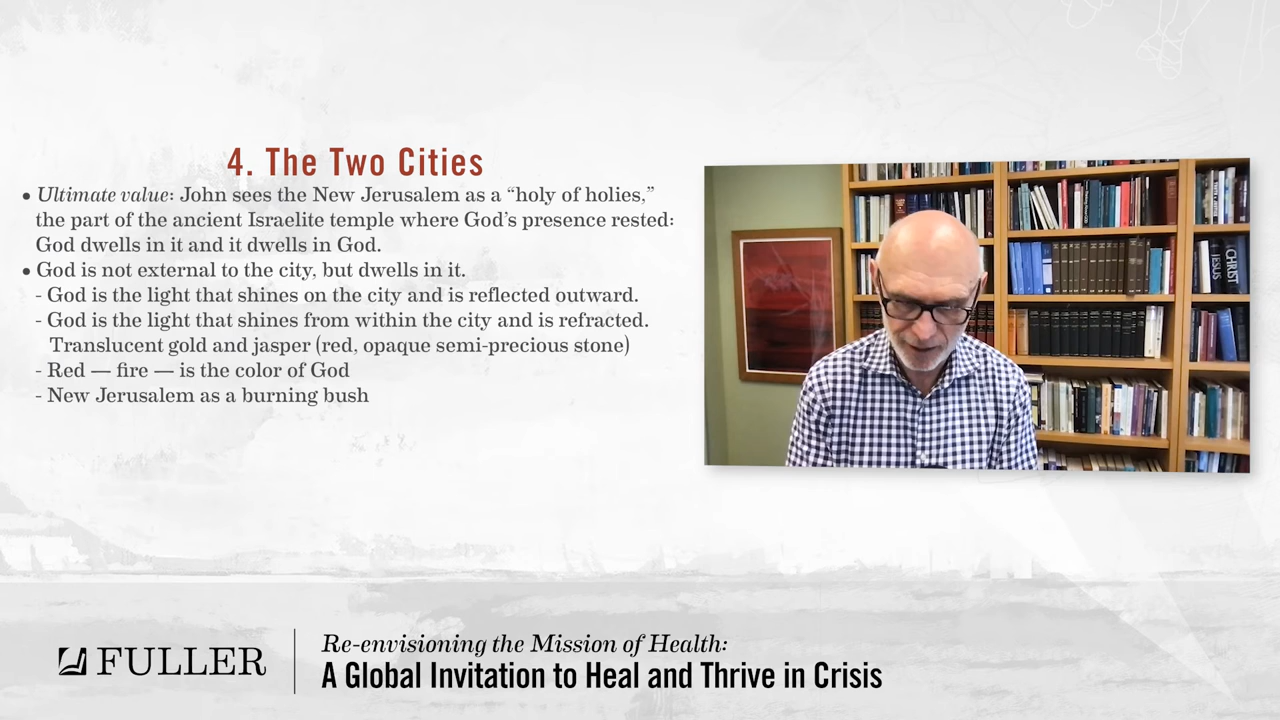 4. The Two Cities
• Ultimate value: John sees the New Jerusalem as a “holy of holies,”
the part of the ancient Israelite temple where God’s presence rested:
God dwells in it and it dwells in God.
• God is not external to the city, but dwells in it.
- God is the light that shines on the city and is reflected outward.
- God is the light that shines from within the city and is refracted.
Translucent gold and jasper (red, opaque semi-precious stone)
- Red — fire — is the color of God
- New Jerusalem as a burning bush
CHRIST
JESUS
FULLER
Re-envisioning the Mission of Health:
A Global Invitation to Heal and Thrive in Crisis